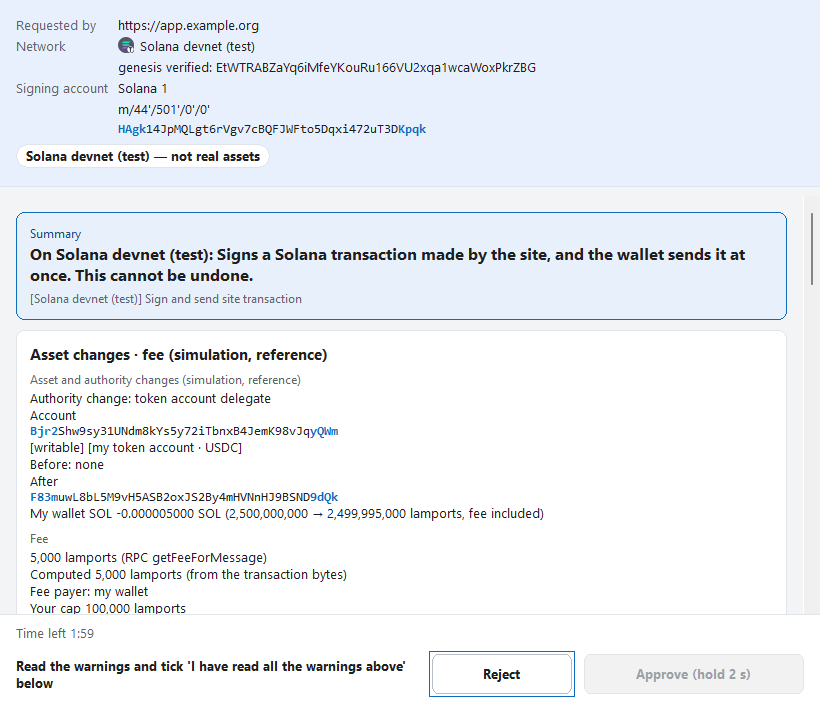 Requested by https://app.example.org
Network Solana devnet (test)
genesis verified: EtWTRABZaYq6iMfeYKouRu166VU2xqa1wcaWoxPkrZBG
Signing account Solana 1
m/44'/501'/0'/0'
HAgk14JpMQLgt6rVgv7cBQFJWFto5Dqxi472uT3DKpqk
Solana devnet (test) — not real assets
Summary
On Solana devnet (test): Signs a Solana transaction made by the site, and the wallet sends it at
once. This cannot be undone.
[Solana devnet (test)] Sign and send site transaction
Asset changes · fee (simulation, reference)
Asset and authority changes (simulation, reference)
Authority change: token account delegate
Account
Bjr2Shw9sy31UNdm8kYs5y72iTbnxB4JemK98vJqyQWm
[writable] [my token account · USDC]
Before: none
After
F83muwL8bL5M9vH5ASB2oxJS2By4mHVNnHJ9BSND9dQk
My wallet SOL -0.000005000 SOL (2,500,000,000 → 2,499,995,000 lamports, fee included)
Fee
5,000 lamports (RPC getFeeForMessage)
Computed 5,000 lamports (from the transaction bytes)
Fee payer: my wallet
Your cap 100,000 lamports
Time left 1:59
Read the warnings and tick 'I have read all the warnings above'
below
Reject
Approve (hold 2 s)